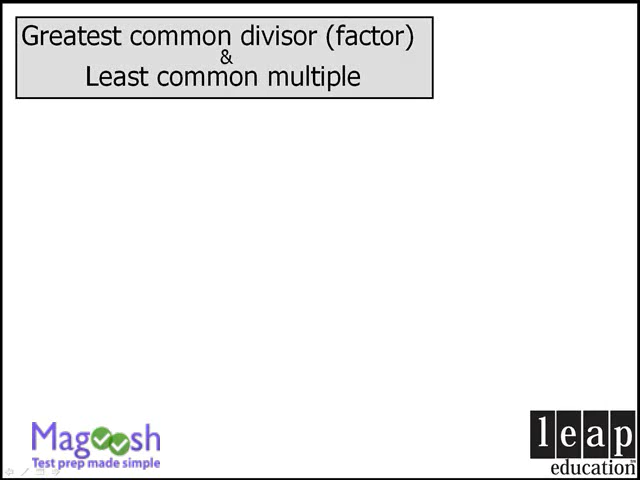 Greatest common divisor (factor)
&
Least common multiple
Magoosh
Test prep made simple
leap
education